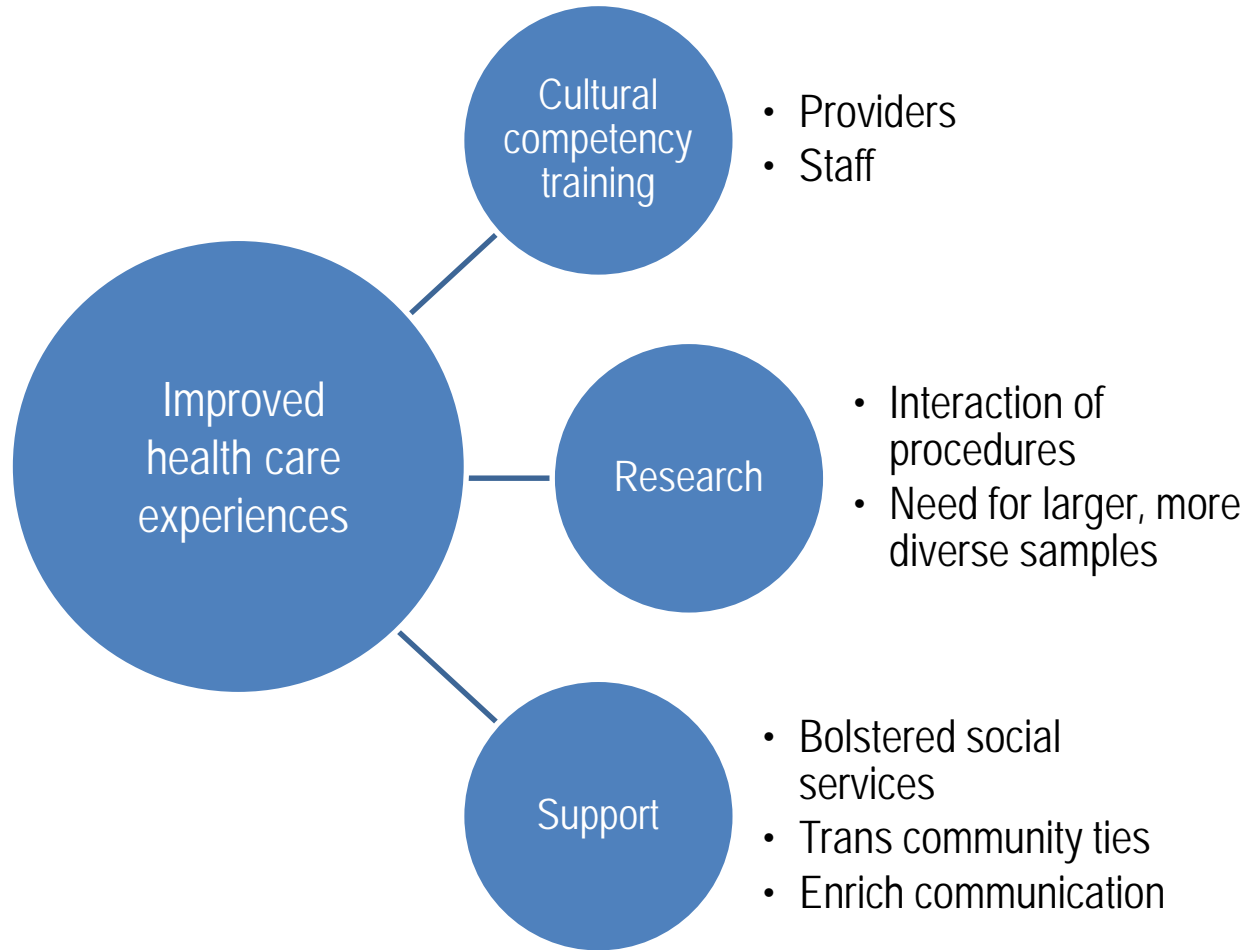 Cultural
competency
training
• Providers
• Staff
Improved
health care
experiences
Research
• Interaction of
procedures
• Need for larger, more
diverse samples
Support
• Bolstered social
services
• Trans community ties
• Enrich communication